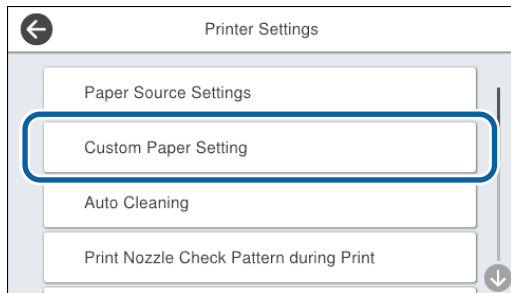 Printer Settings
Paper Source Settings
Custom Paper Setting
Auto Cleaning
Print Nozzle Check Pattern during Print